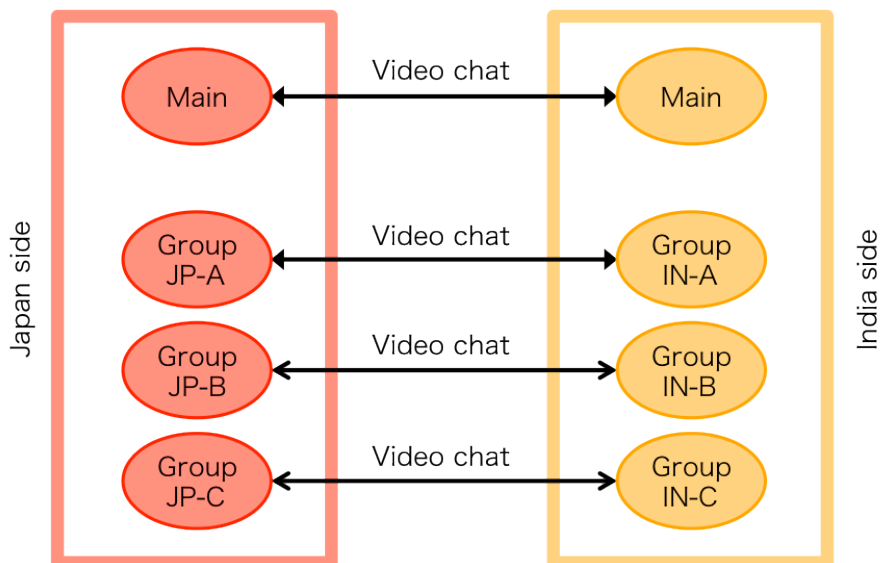 Video chat
Main
Main
Japan side
India side
Video chat
Group
JP-A
Group
IN-A
Video chat
Group
JP-B
Group
IN-B
Video chat
Group
JP-C
Group
IN-C